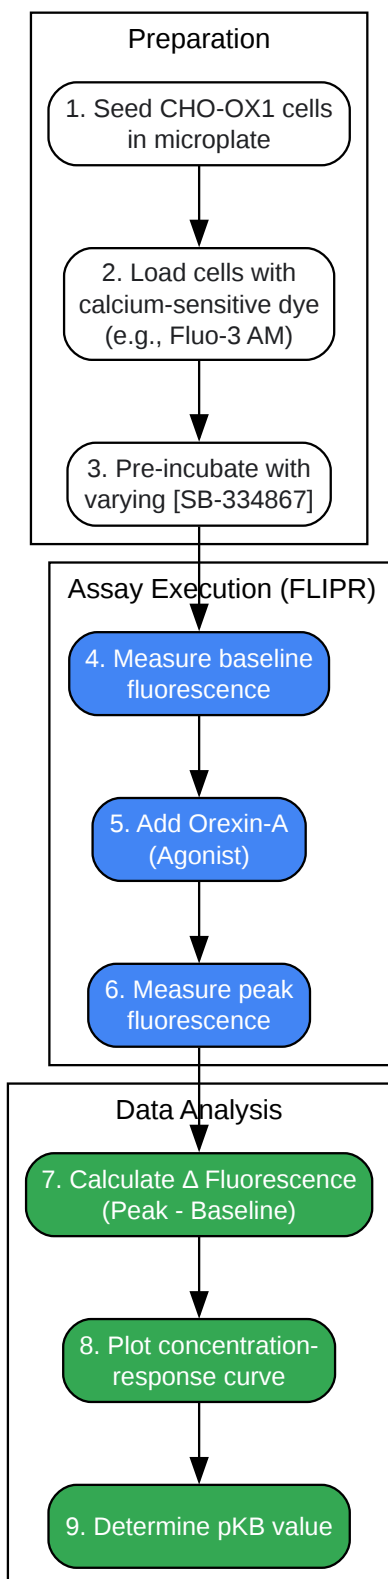 Preparation
1. Seed CHO-OX1 cells
in microplate
2. Load cells with
calcium-sensitive dye
(e.g., Fluo-3 AM)
3. Pre-incubate with
varying [SB-334867]
Assay Execution (FLIPR)
4. Measure baseline
fluorescence
5. Add Orexin-A
(Agonist)
6. Measure peak
fluorescence
Data Analysis
7. Calculate Δ Fluorescence
(Peak - Baseline)
8. Plot concentration-
response curve
9. Determine pKB value